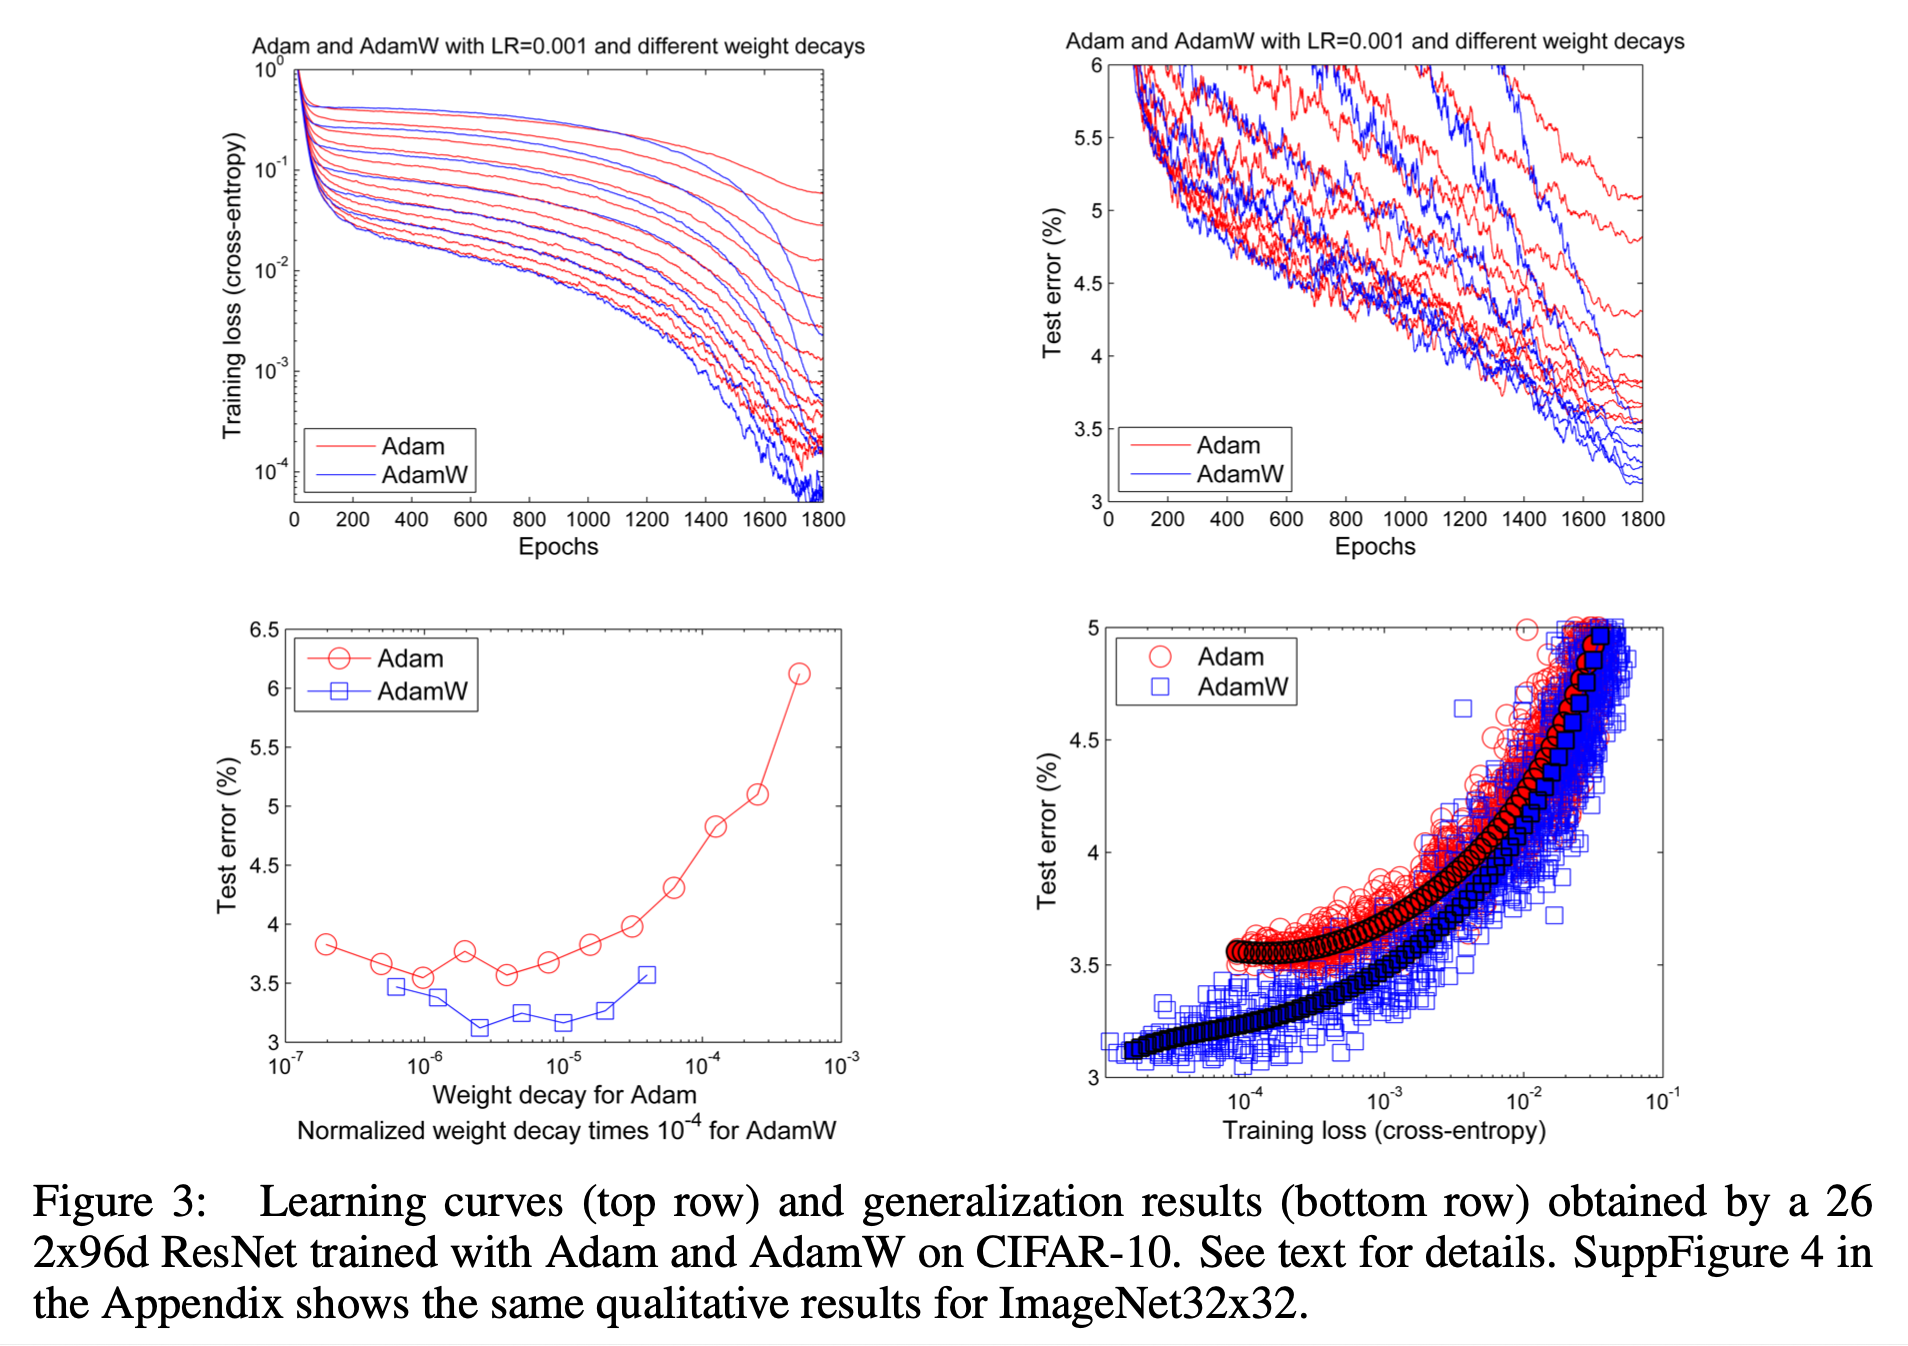 Adam and AdamW with LR=0.001 and different weight decays
10^0
10^-1
10^-2
10^-3
10^-4
Training loss (cross-entropy)
Adam
AdamW
0 200 400 600 800 1000 1200 1400 1600 1800
Epochs
Adam and AdamW with LR=0.001 and different weight decays
6
5.5
5
4.5
4
3.5
3
Test error (%)
Adam
AdamW
0 200 400 600 800 1000 1200 1400 1600 1800
Epochs
6.5
6
5.5
5
4.5
4
3.5
3
Test error (%)
Adam
AdamW
10^-7 10^-6 10^-5 10^-4 10^-3
Weight decay for Adam
Normalized weight decay times 10^-4 for AdamW
5
4.5
4
3.5
3
Test error (%)
Adam
AdamW
10^-4 10^-3 10^-2 10^-1
Training loss (cross-entropy)
Figure 3: Learning curves (top row) and generalization results (bottom row) obtained by a 26
2x96d ResNet trained with Adam and AdamW on CIFAR-10. See text for details. SuppFigure 4 in
the Appendix shows the same qualitative results for ImageNet32x32.